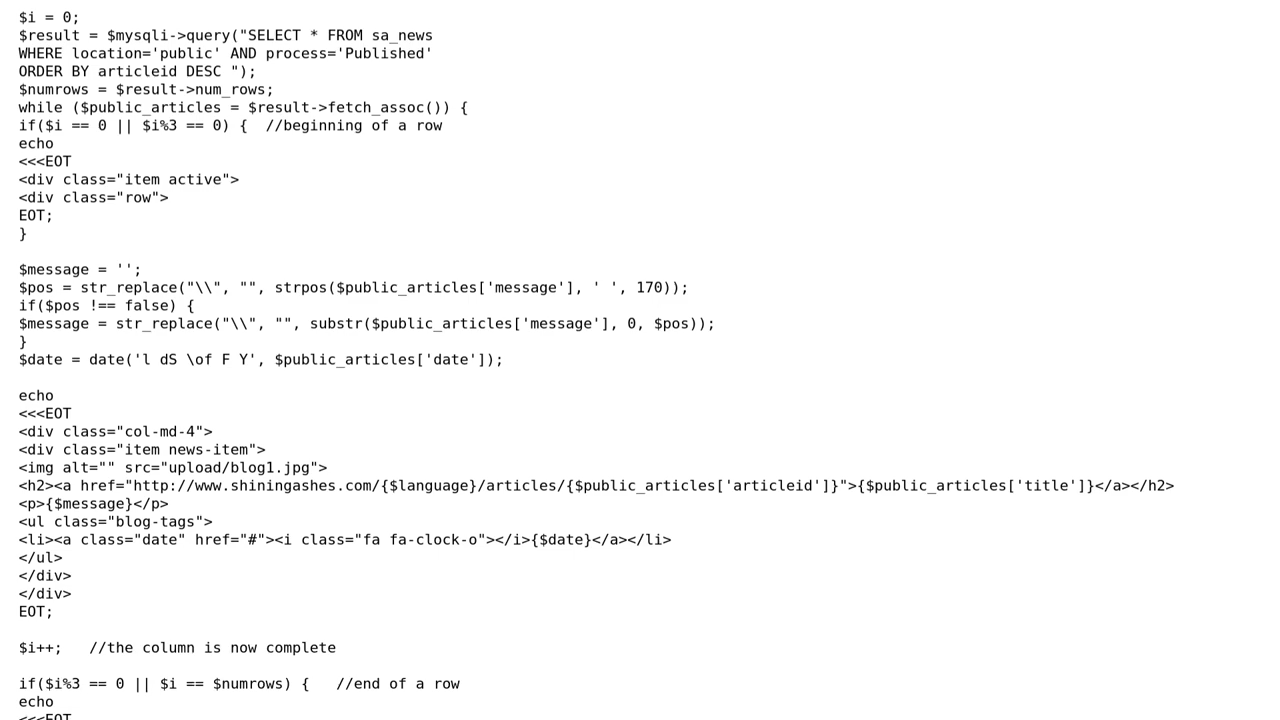 $i = 0;
$result = $mysqli->query("SELECT * FROM sa_news
WHERE location='public' AND process='Published'
ORDER BY articleid DESC ");
$numrows = $result->num_rows;
while ($public_articles = $result->fetch_assoc()) {
if($i == 0 || $i%3 == 0) {  //beginning of a row
echo
<<<EOT
<div class="item active">
<div class="row">
EOT;
}

$message = '';
$pos = str_replace("\\", "", strpos($public_articles['message'], ' ', 170));
if($pos !== false) {
$message = str_replace("\\", "", substr($public_articles['message'], 0, $pos));
}
$date = date('l dS \of F Y', $public_articles['date']);

echo
<<<EOT
<div class="col-md-4">
<div class="item news-item">
<img alt="" src="upload/blog1.jpg">
<h2><a href="http://www.shiningashes.com/{$language}/articles/{$public_articles['articleid']}">{$public_articles['title']}</a></h2>
<p>{$message}</p>
<ul class="blog-tags">
<li><a class="date" href="#"><i class="fa fa-clock-o"></i>{$date}</a></li>
</ul>
</div>
</div>
EOT;

$i++;   //the column is now complete

if($i%3 == 0 || $i == $numrows) {   //end of a row
echo
<<<EOT